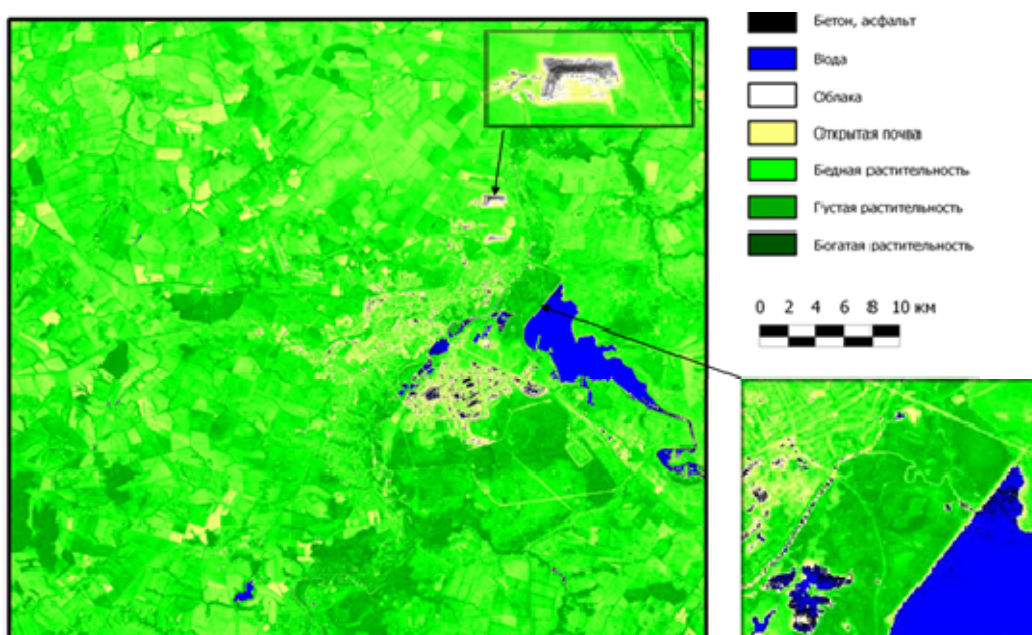 Бетон, асфальт
Вода
Облака
Открытая почва
Бедная растительность
Густая растительность
Богатая растительность
0 2 4 6 8 10 км